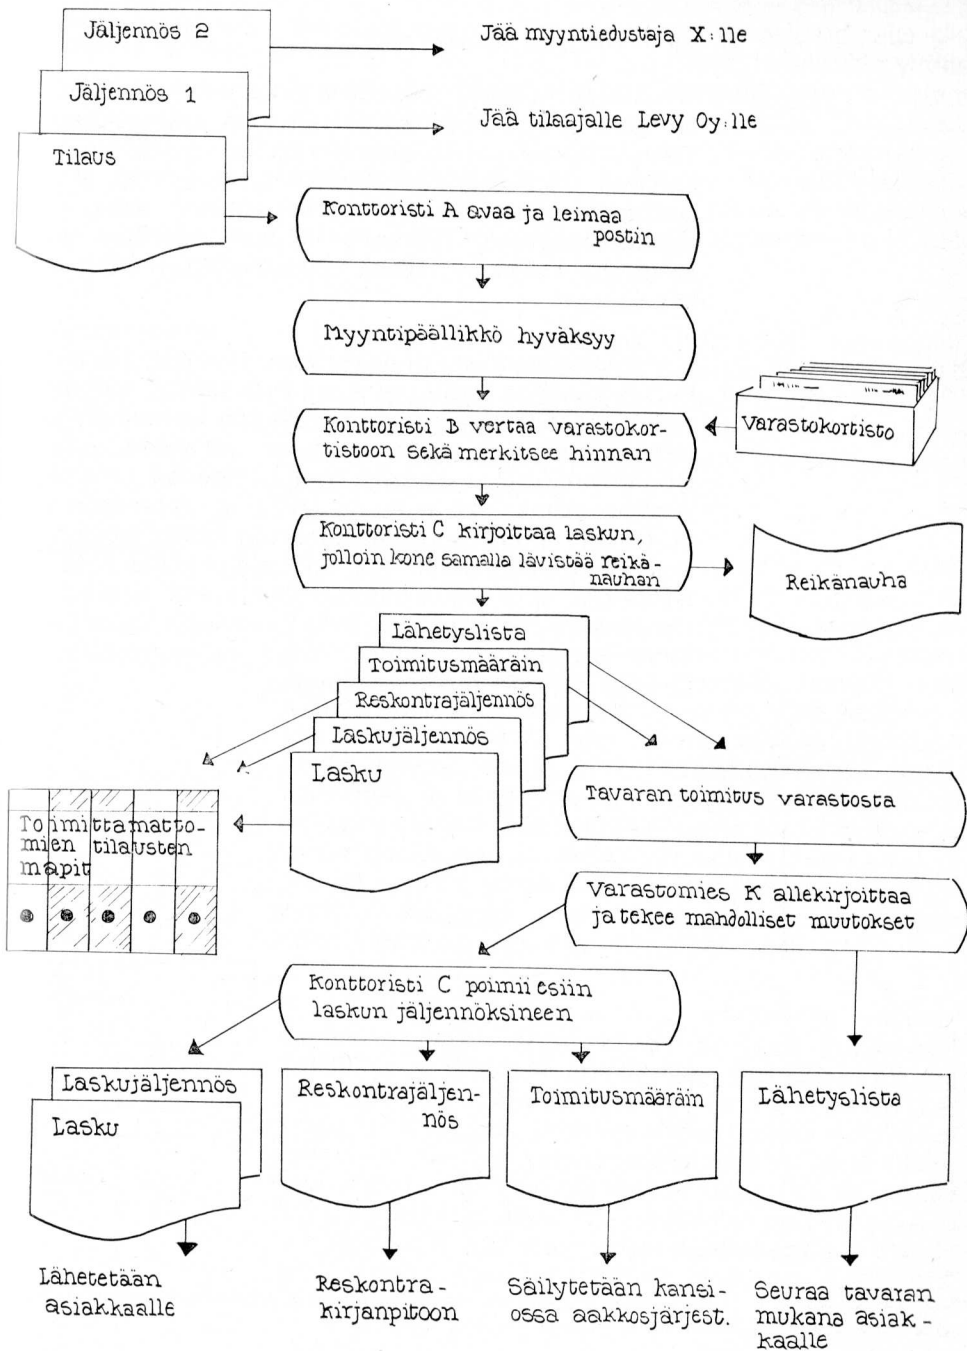 Jäljennös 2
Jää myyntiedustaja X:lle
Jäljennös 1
Jää tilaajalle Levy Oy:lle
Tilaus
Konttoristi A avaa ja leimaa
postin
Myyntipäällikkö hyväksyy
Konttoristi B vertaa varastokor-
tistoon sekä merkitsee hinnan
Varastokortisto
Konttoristi C kirjoittaa laskun,
jolloin kone samalla lävistää reikä-
nauhan
Reikänauha
Lähetyslista
Toimitusmääräin
Reskontrajäljennös
Laskujäljennös
Lasku
Toimittamatto-
mien tilausten
mapit
Tavaran toimitus varastosta
Varastomies K allekirjoittaa
ja tekee mahdolliset muutokset
Konttoristi C poimii esiin
laskun jäljennöksineen
Laskujäljennös
Lasku
Reskontrajäljen-
nös
Toimitusmääräin
Lähetyslista
Lähetetään
asiakkaalle
Reskontra-
kirjanpitoon
Säilytetään kansi-
ossa aakkosjärjest.
Seuraa tavaran
mukana asiak-
kaalle